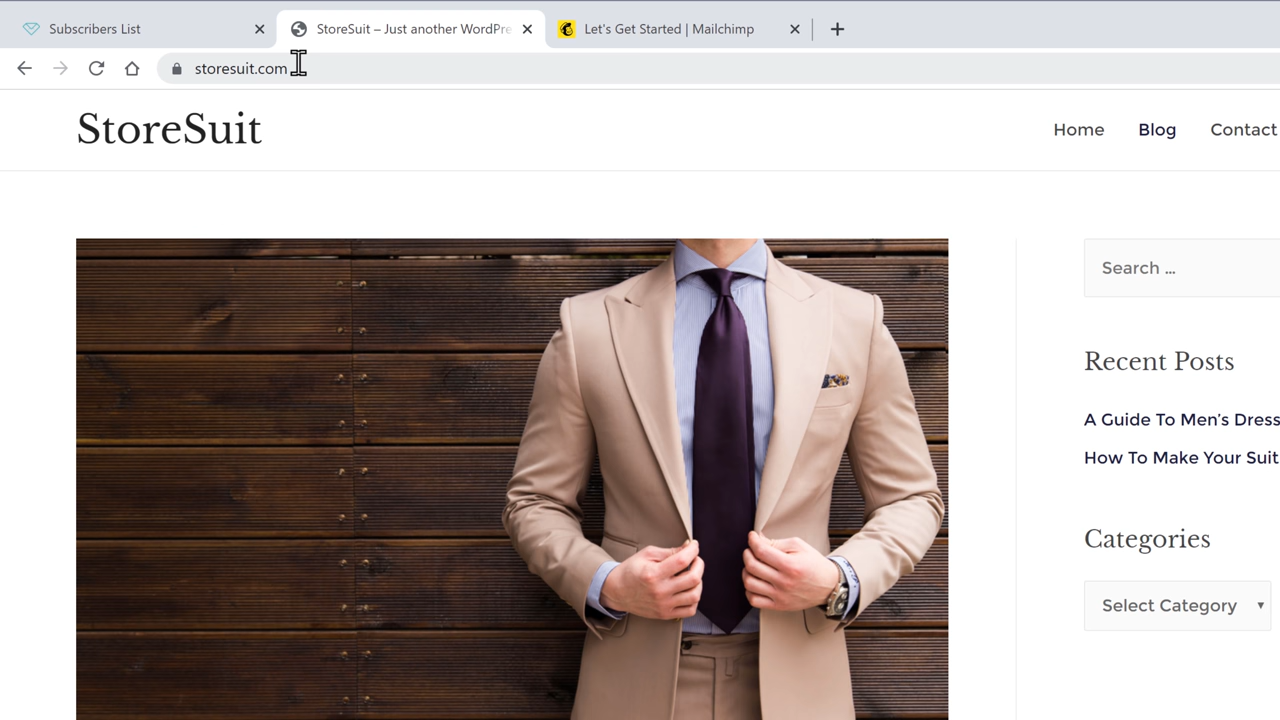 Subscribers List
StoreSuit – Just another WordPre
Let's Get Started | Mailchimp
storesuit.com
StoreSuit
Home Blog Contact
Search ...
Recent Posts
A Guide To Men's Dress
How To Make Your Suit
Categories
Select Category